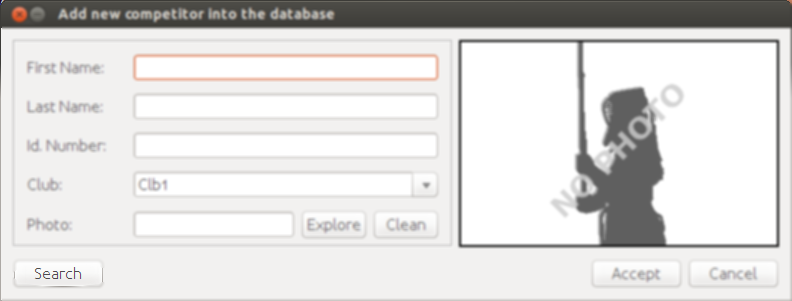 Add new competitor into the database
First Name:
Last Name:
Id. Number:
Club: Clb1
Photo: Explore Clean
NO PHOTO
Search Accept Cancel